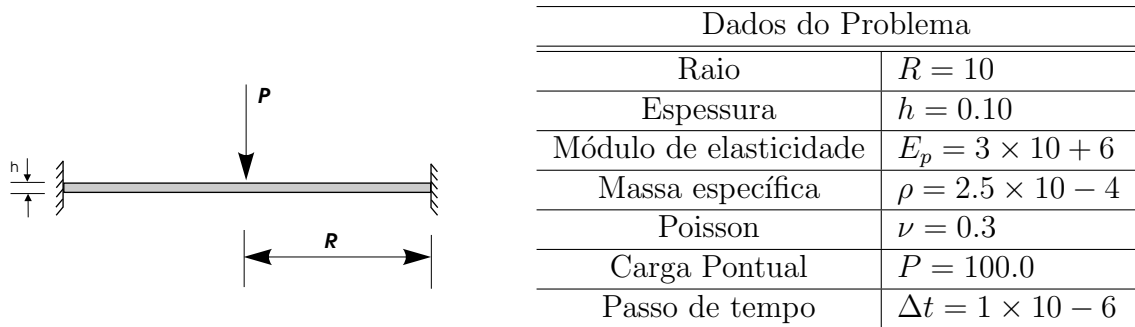 P
h
R
Dados do Problema
Raio R = 10
Espessura h = 0.10
Módulo de elasticidade E_p = 3 × 10 + 6
Massa específica ρ = 2.5 × 10 − 4
Poisson ν = 0.3
Carga Pontual P = 100.0
Passo de tempo Δt = 1 × 10 − 6